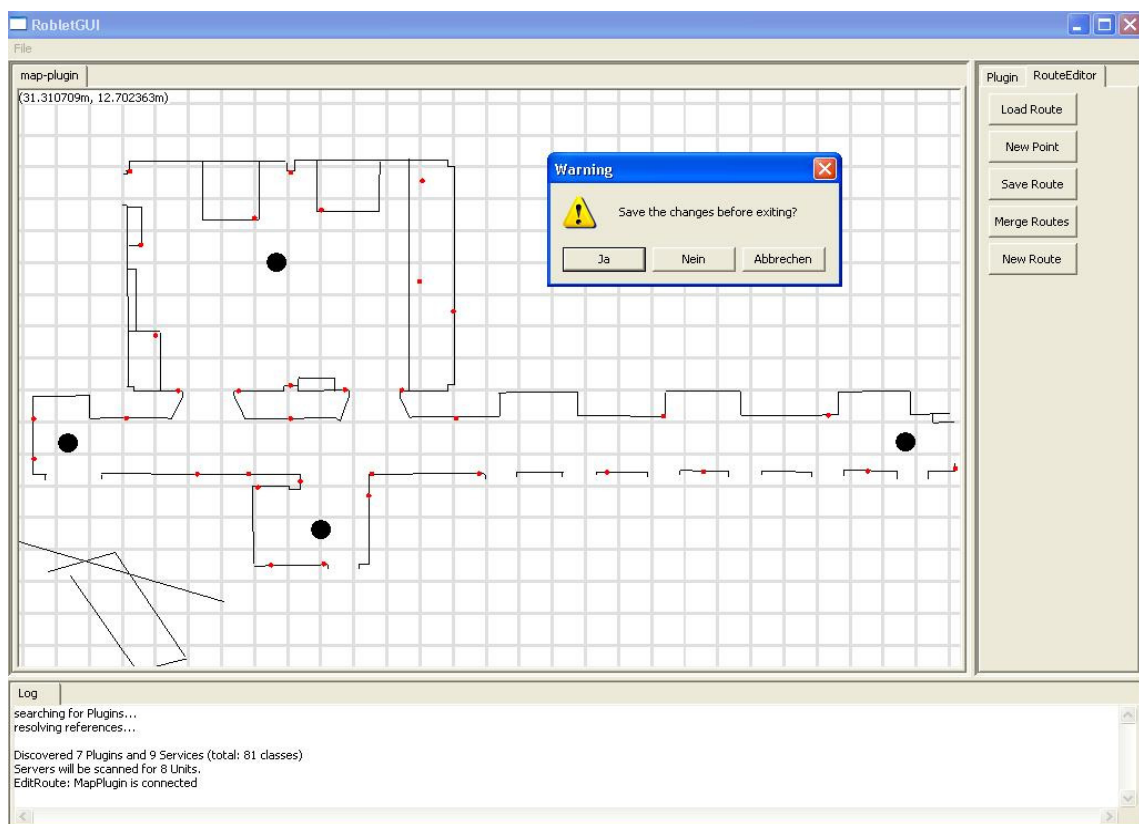 RobletGUI
File
map-plugin
(31.310709m, 12.702363m)
Warning
Save the changes before exiting?
Ja Nein Abbrechen
Plugin RouteEditor
Load Route
New Point
Save Route
Merge Routes
New Route
Log
searching for Plugins...
resolving references...
Discovered 7 Plugins and 9 Services (total: 81 classes)
Servers will be scanned for 8 Units.
EditRoute: MapPlugin is connected